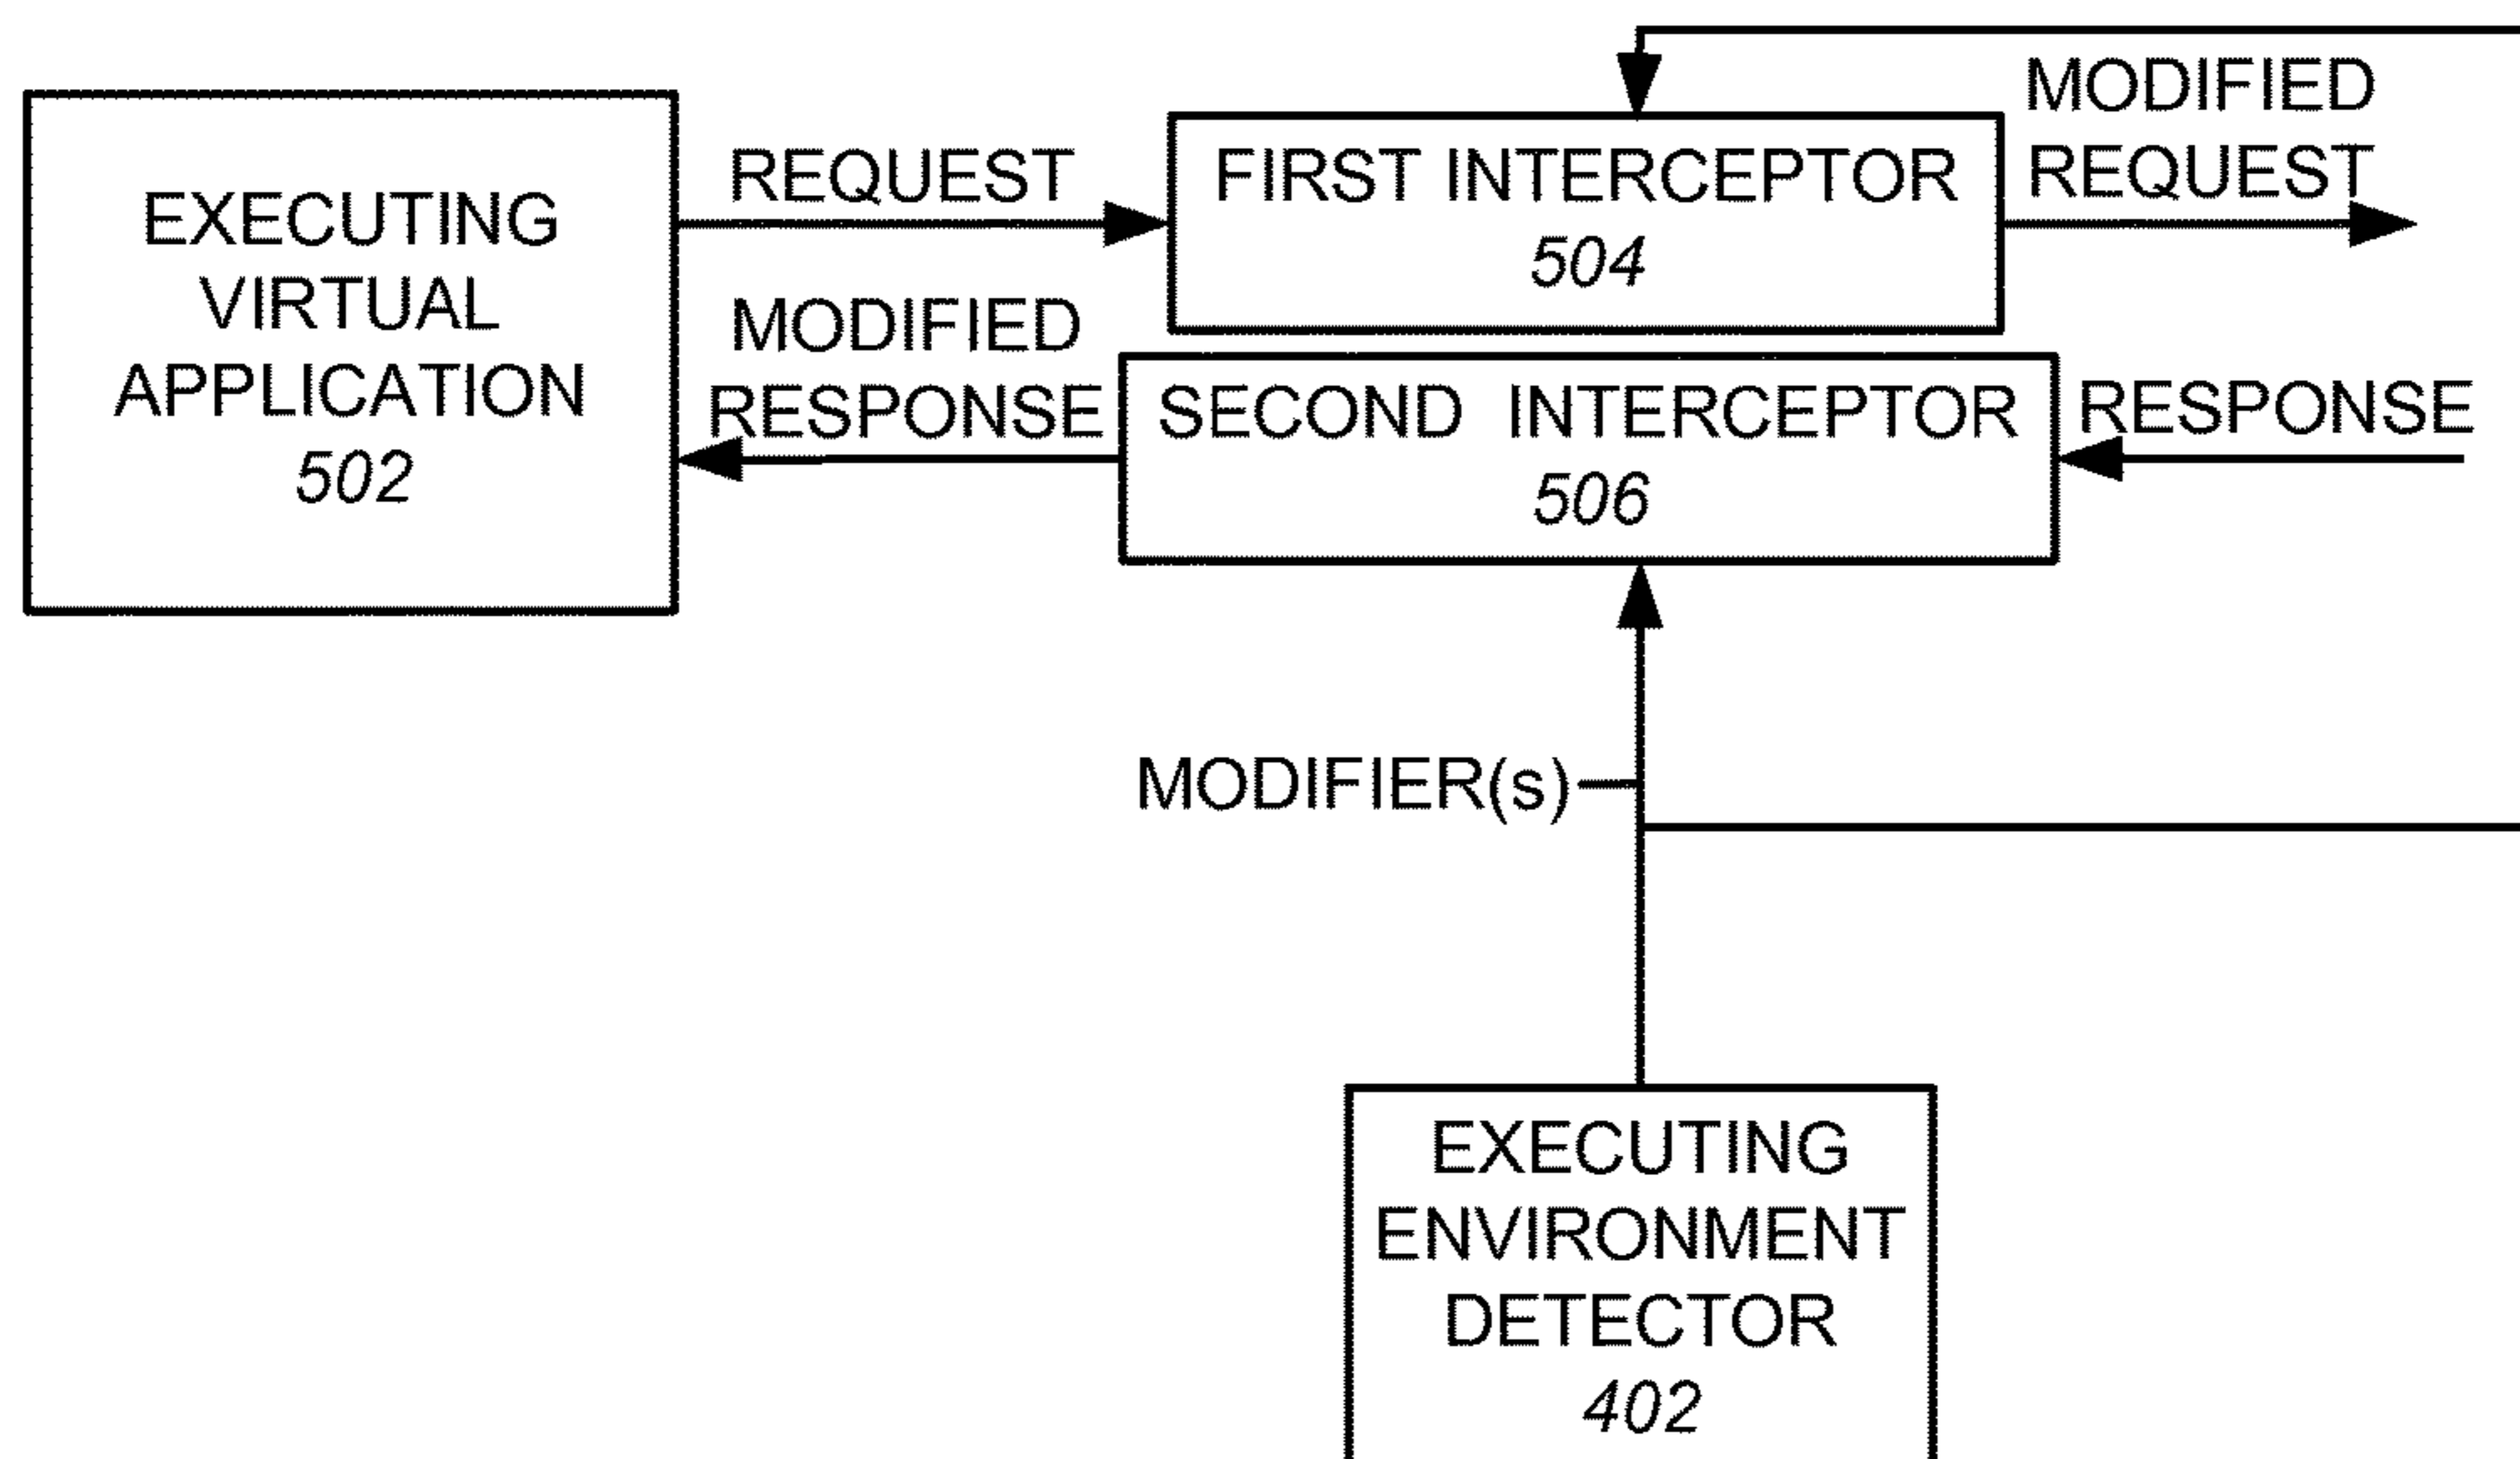 EXECUTING
VIRTUAL
APPLICATION
502
REQUEST
MODIFIED
RESPONSE
FIRST INTERCEPTOR
504
MODIFIED
REQUEST
SECOND INTERCEPTOR
506
RESPONSE
MODIFIER(s)
EXECUTING
ENVIRONMENT
DETECTOR
402